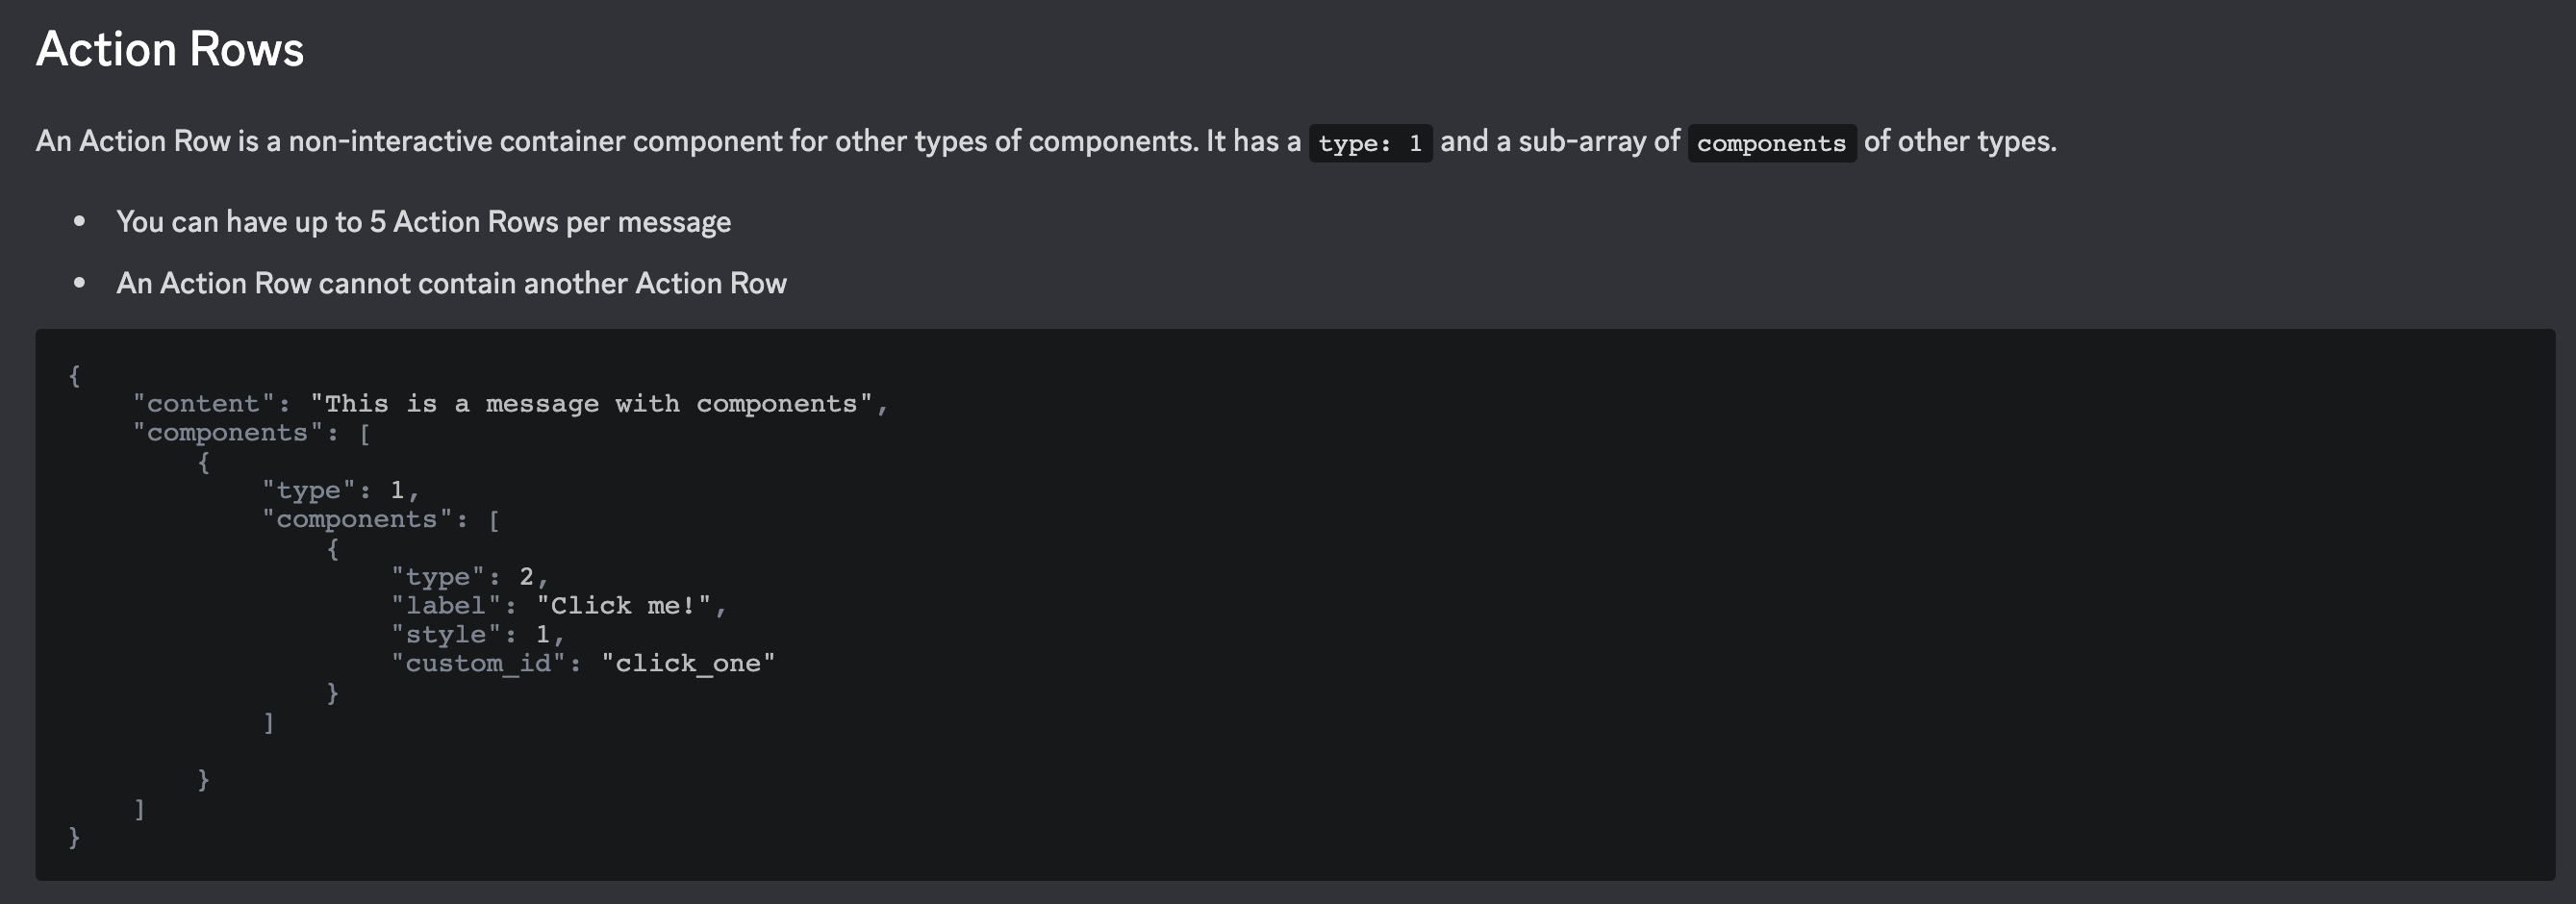 Action Rows
An Action Row is a non-interactive container component for other types of components. It has a type: 1 and a sub-array of components of other types.
• You can have up to 5 Action Rows per message
• An Action Row cannot contain another Action Row
{
    "content": "This is a message with components",
    "components": [
        {
            "type": 1,
            "components": [
                {
                    "type": 2,
                    "label": "Click me!",
                    "style": 1,
                    "custom_id": "click_one"
                }
            ]

        }
    ]
}